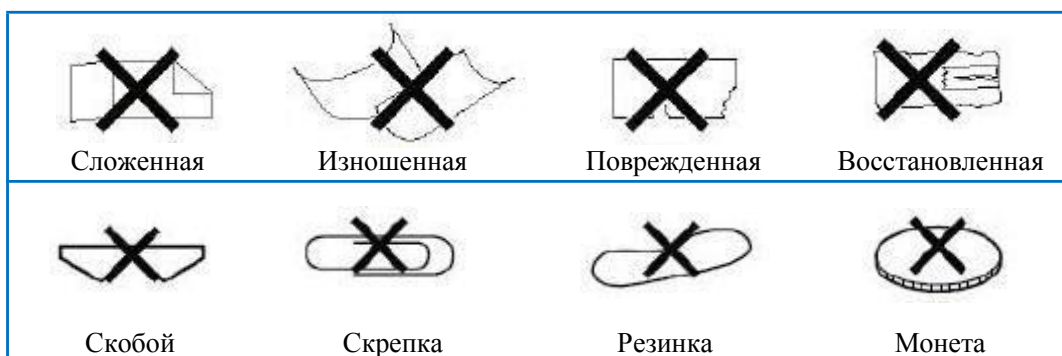 Сложенная Изношенная Поврежденная Восстановленная
Скобой Скрепка Резинка Монета